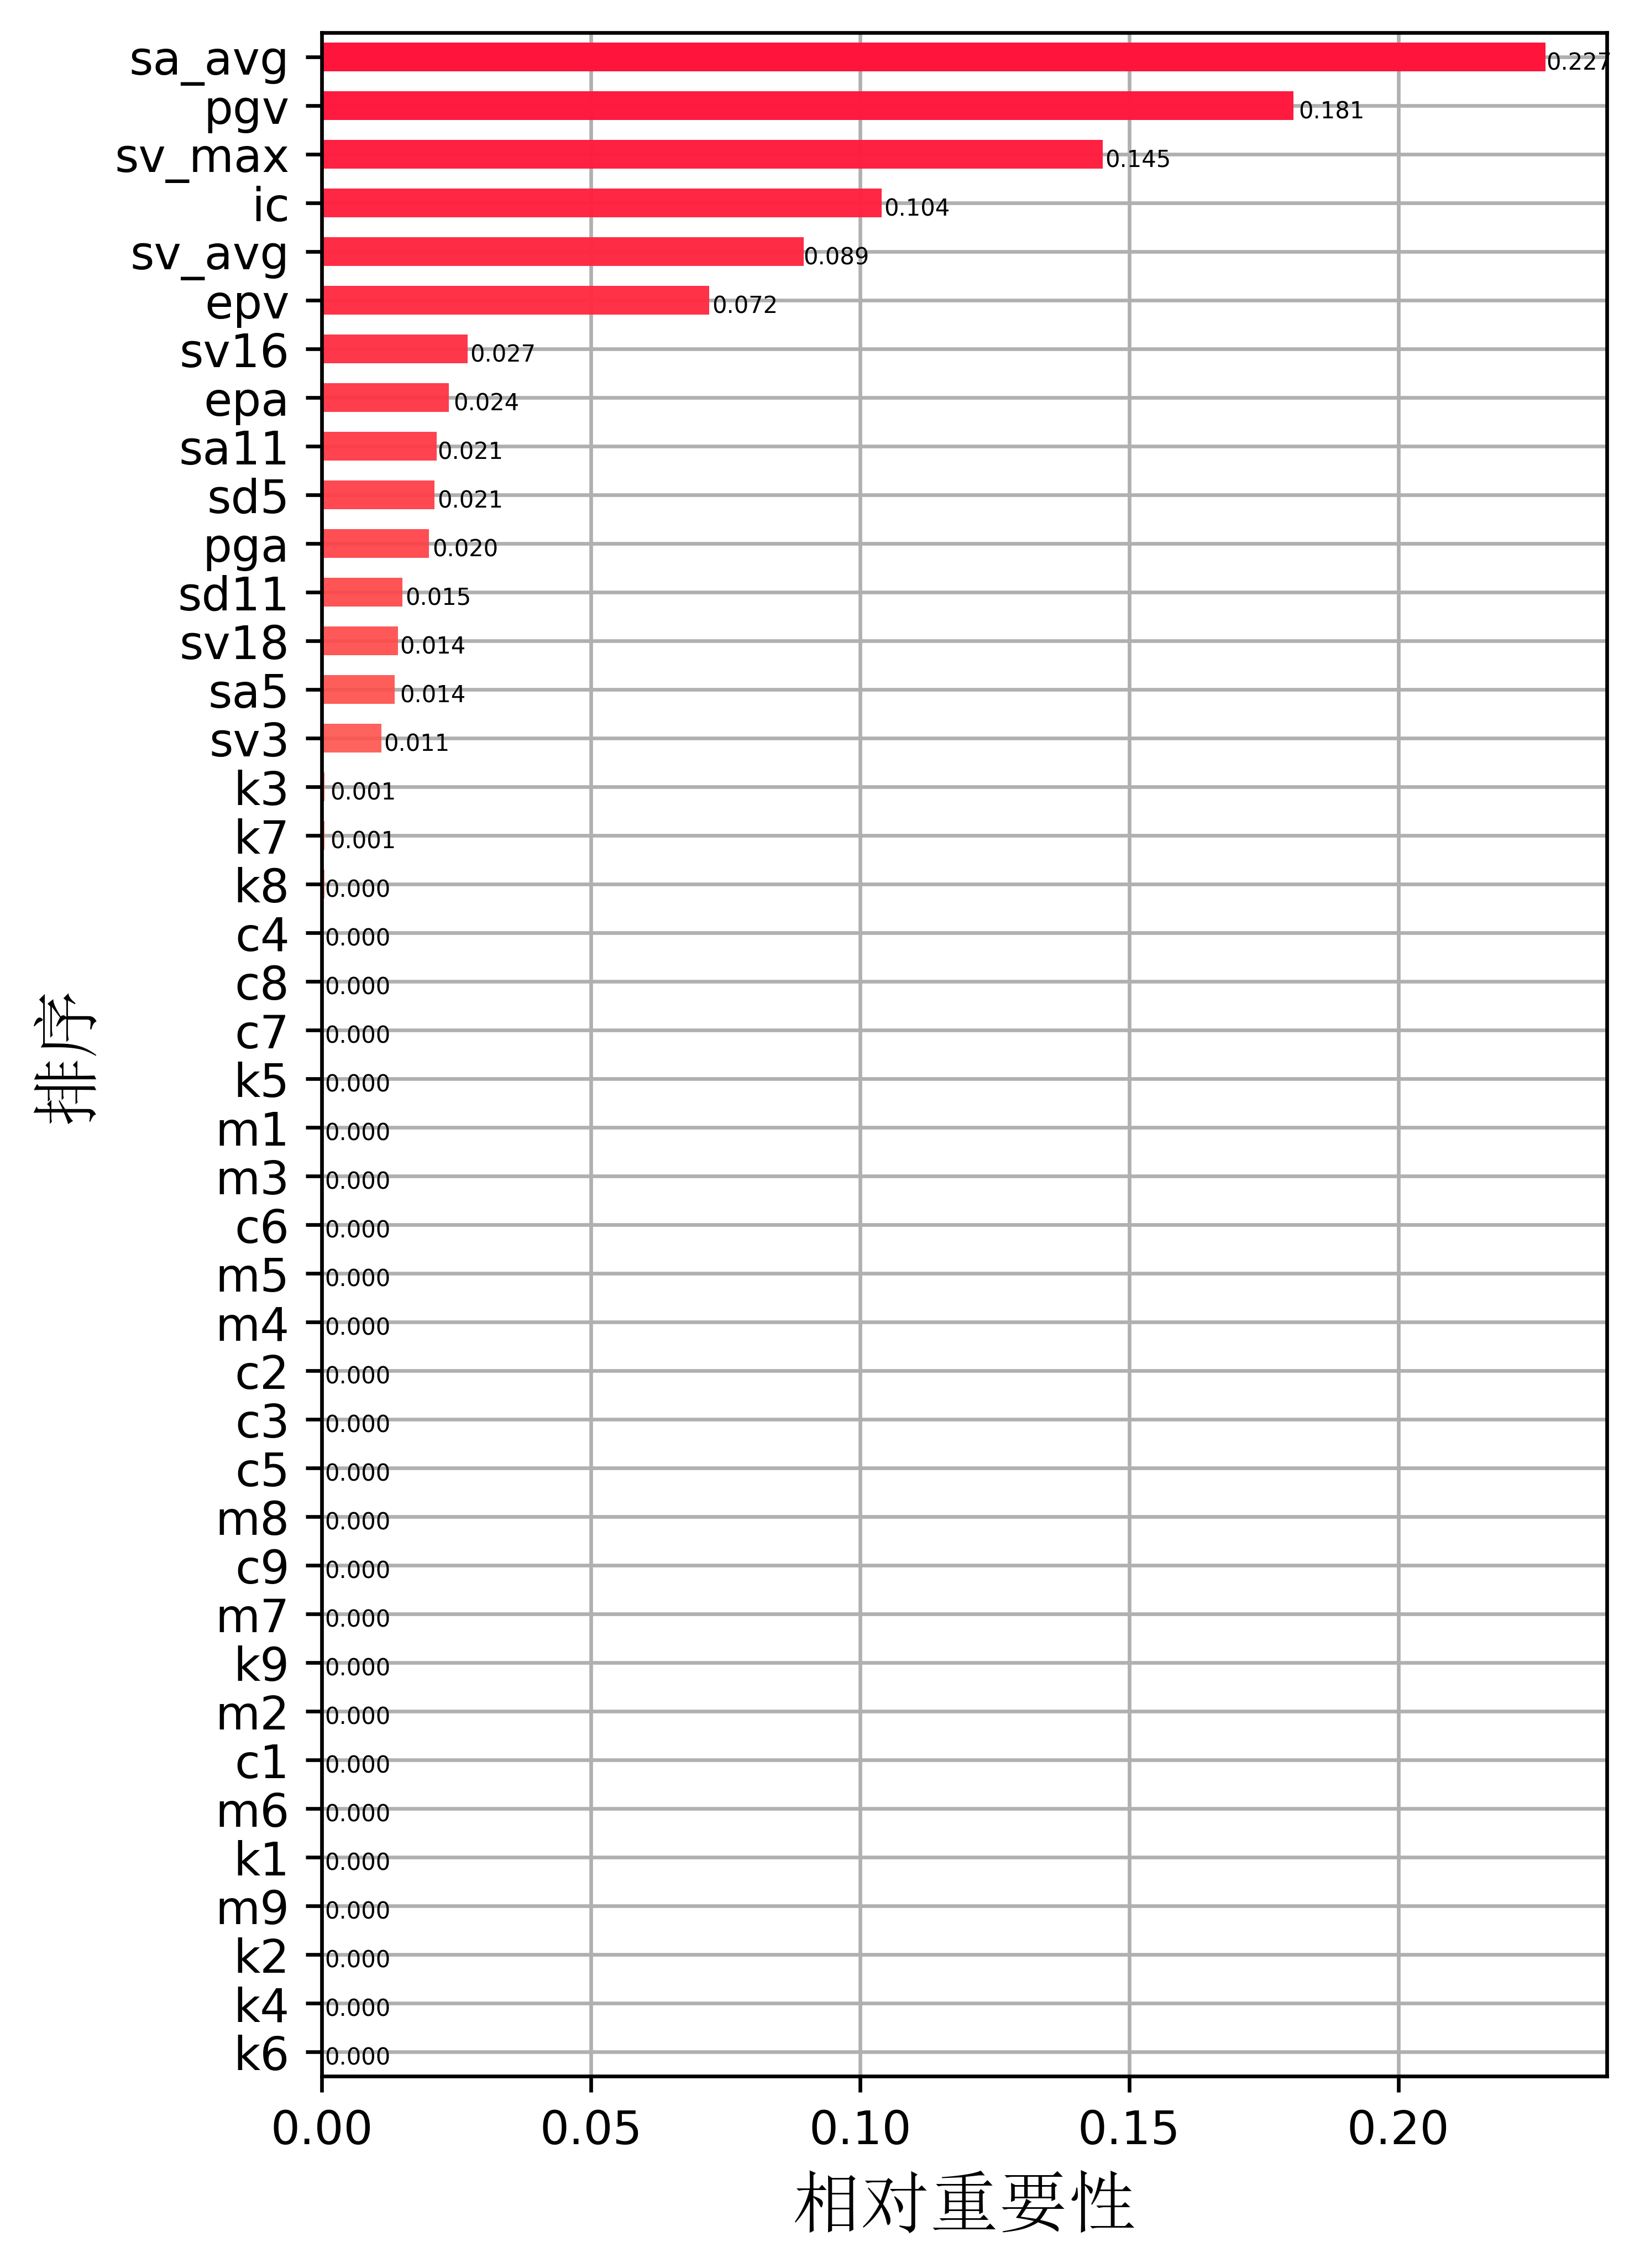 sa_avg 0.227
pgv 0.181
sv_max 0.145
ic 0.104
sv_avg 0.089
epv 0.072
sv16 0.027
epa 0.024
sa11 0.021
sd5 0.021
pga 0.020
sd11 0.015
sv18 0.014
sa5 0.014
sv3 0.011
k3 0.001
k7 0.001
k8 0.000
c4 0.000
c8 0.000
c7 0.000
k5 0.000
m1 0.000
m3 0.000
c6 0.000
m5 0.000
m4 0.000
c2 0.000
c3 0.000
c5 0.000
m8 0.000
c9 0.000
m7 0.000
k9 0.000
m2 0.000
c1 0.000
m6 0.000
k1 0.000
m9 0.000
k2 0.000
k4 0.000
k6 0.000
排序
0.00 0.05 0.10 0.15 0.20
相对重要性